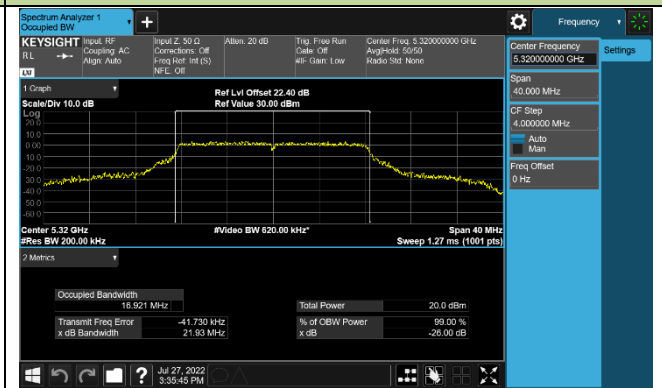 Spectrum Analyzer 1
Occupied BW
+
Frequency
KEYSIGHT
RL
Input: RF
Coupling: AC
Align: Auto
Input Z: 50 Ω
Corrections: Off
Freq Ref: Int (S)
NFE: Off
Atten: 20 dB
Trig: Free Run
Gate: Off
#IF Gain: Low
Center Freq: 5.320000000 GHz
Avg|Hold: 50/50
Radio Std: None
LXI
Center Frequency
5.320000000 GHz
Settings
Span
40.000 MHz
CF Step
4.000000 MHz
Auto
Man
Freq Offset
0 Hz
1 Graph
Scale/Div 10.0 dB
Ref Lvl Offset 22.40 dB
Ref Value 30.00 dBm
Log
20.0
10.0
0.00
-10.0
-20.0
-30.0
-40.0
-50.0
-60.0
Center 5.32 GHz
#Res BW 200.00 kHz
#Video BW 620.00 kHz*
Span 40 MHz
Sweep 1.27 ms (1001 pts)
2 Metrics
Occupied Bandwidth
16.921 MHz
Total Power 20.0 dBm
Transmit Freq Error -41.730 kHz
% of OBW Power 99.00 %
x dB Bandwidth 21.93 MHz
x dB -26.00 dB
?
Jul 27, 2022
3:35:45 PM